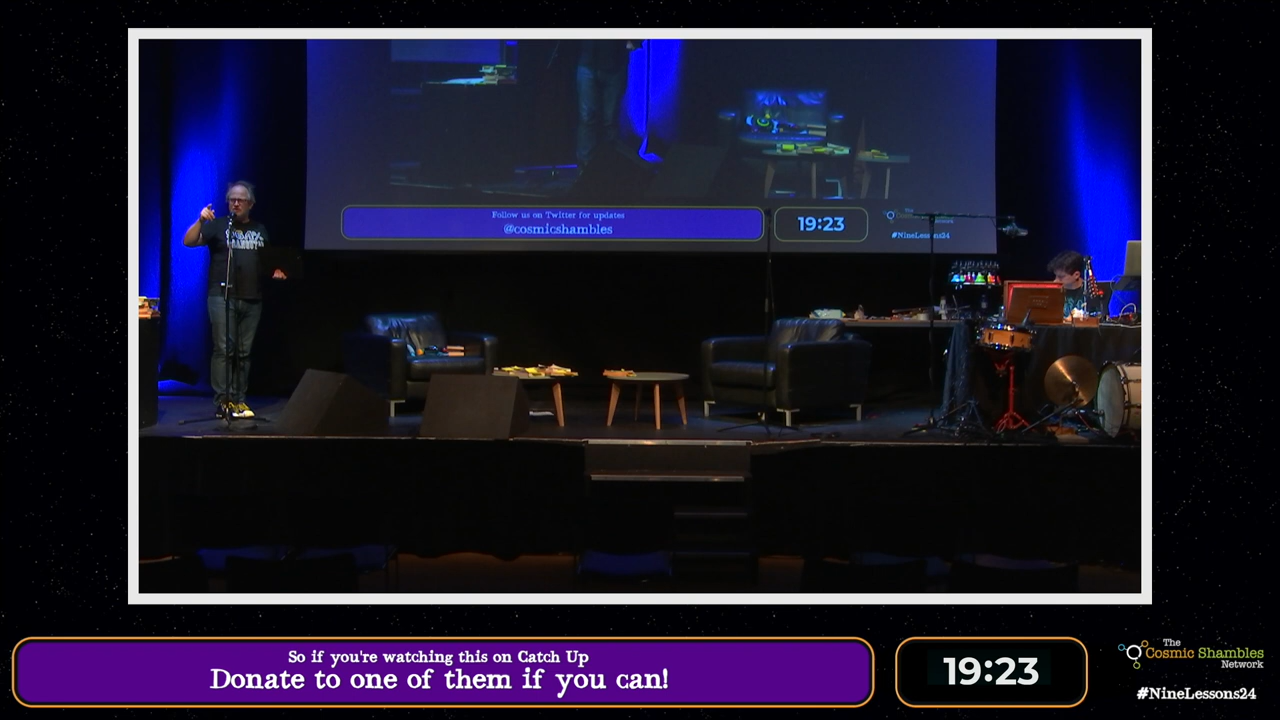 Follow us on Twitter for updates
@cosmicshambles
19:23
#NineLessons24
So if you're watching this on Catch Up
Donate to one of them if you can!
19:23
The
Cosmic Shambles
Network
#NineLessons24